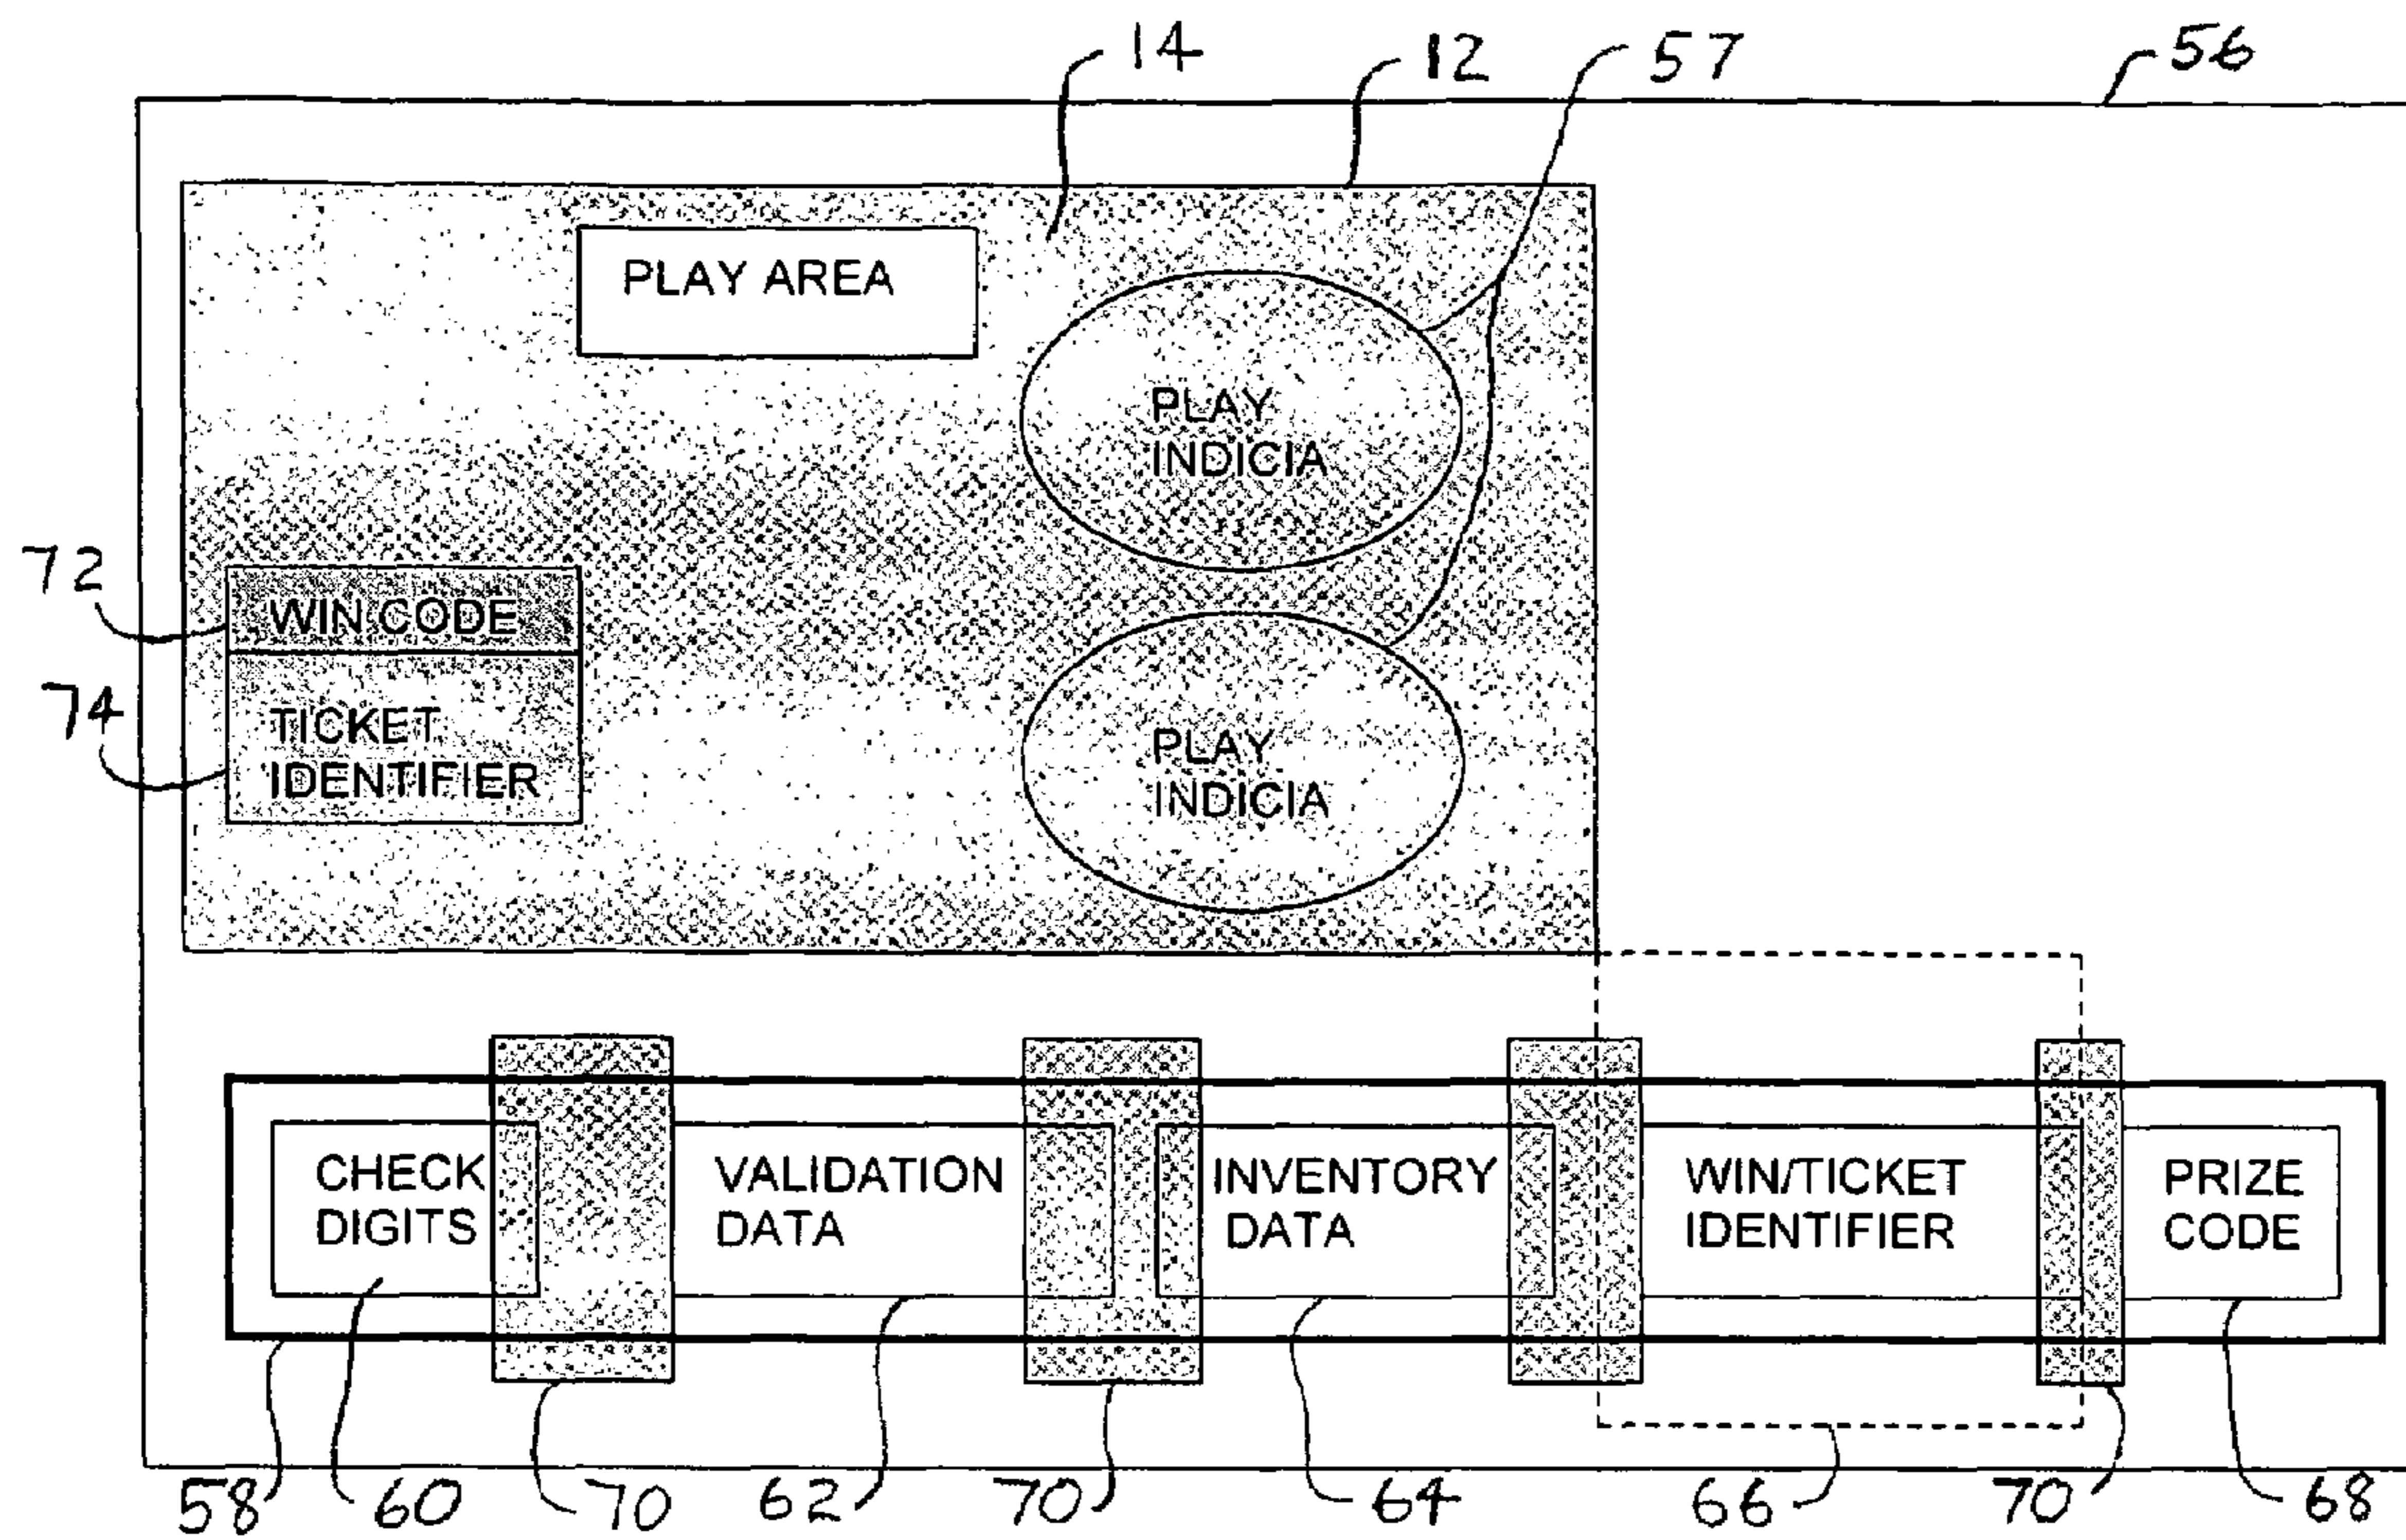 14
12
57
56
PLAY AREA
PLAY
INDICIA
72
WIN CODE
74
TICKET
IDENTIFIER
PLAY
INDICIA
CHECK
DIGITS
VALIDATION
DATA
INVENTORY
DATA
WIN/TICKET
IDENTIFIER
PRIZE
CODE
58
60
70
62
70
64
66
70
68